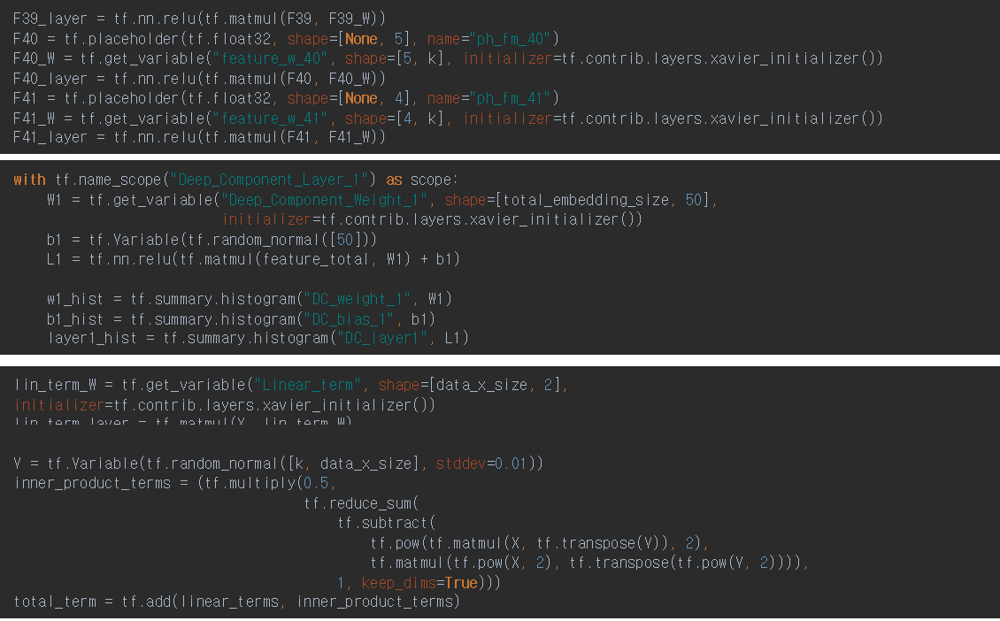 F39_layer = tf.nn.relu(tf.matmul(F39, F39_W))
F40 = tf.placeholder(tf.float32, shape=[None, 5], name="ph_fm_40")
F40_W = tf.get_variable("feature_w_40", shape=[5, k], initializer=tf.contrib.layers.xavier_initializer())
F40_layer = tf.nn.relu(tf.matmul(F40, F40_W))
F41 = tf.placeholder(tf.float32, shape=[None, 4], name="ph_fm_41")
F41_W = tf.get_variable("feature_w_41", shape=[4, k], initializer=tf.contrib.layers.xavier_initializer())
F41_layer = tf.nn.relu(tf.matmul(F41, F41_W))
with tf.name_scope("Deep_Component_Layer_1") as scope:
W1 = tf.get_variable("Deep_Component_Weight_1", shape=[total_embedding_size, 50],
initializer=tf.contrib.layers.xavier_initializer())
b1 = tf.Variable(tf.random_normal([50]))
L1 = tf.nn.relu(tf.matmul(feature_total, W1) + b1)
w1_hist = tf.summary.histogram("DC_weight_1", W1)
b1_hist = tf.summary.histogram("DC_bias_1", b1)
layer1_hist = tf.summary.histogram("DC_layer1", L1)
lin_term_W = tf.get_variable("Linear_term", shape=[data_x_size, 2],
initializer=tf.contrib.layers.xavier_initializer())
lin_term_layer = tf.matmul(X, lin_term_W)
V = tf.Variable(tf.random_normal([k, data_x_size], stddev=0.01))
inner_product_terms = (tf.multiply(0.5,
tf.reduce_sum(
tf.subtract(
tf.pow(tf.matmul(X, tf.transpose(V)), 2),
tf.matmul(tf.pow(X, 2), tf.transpose(tf.pow(V, 2)))),
1, keep_dims=True)))
total_term = tf.add(linear_terms, inner_product_terms)